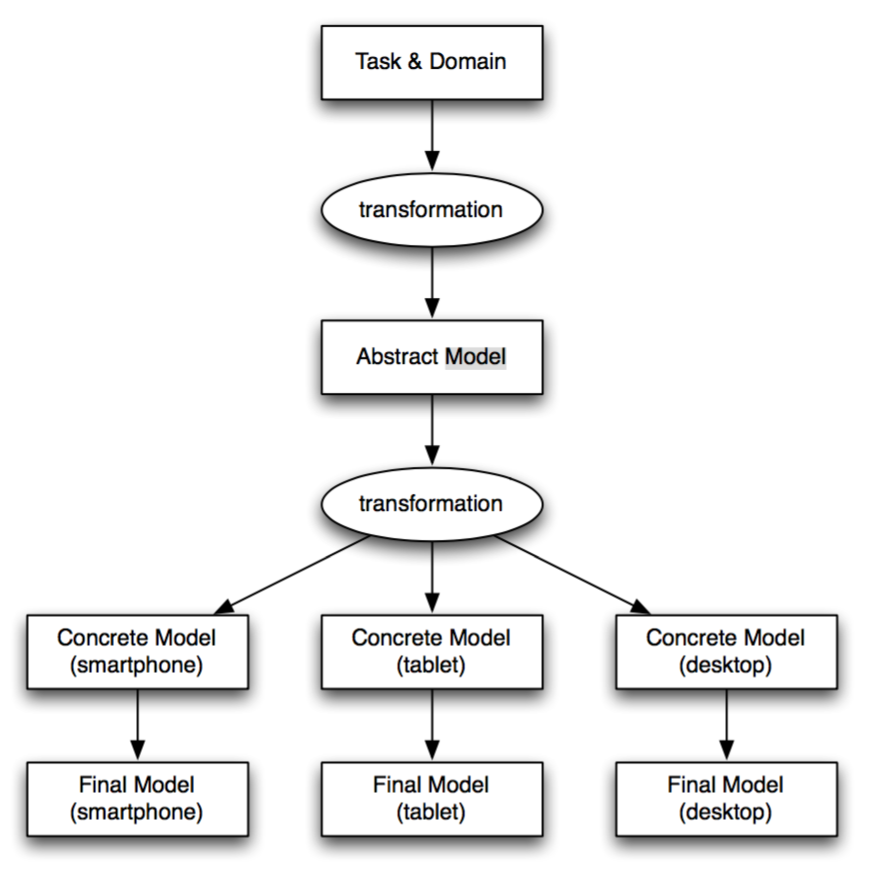 Task & Domain
transformation
Abstract Model
transformation
Concrete Model
(smartphone)
Concrete Model
(tablet)
Concrete Model
(desktop)
Final Model
(smartphone)
Final Model
(tablet)
Final Model
(desktop)